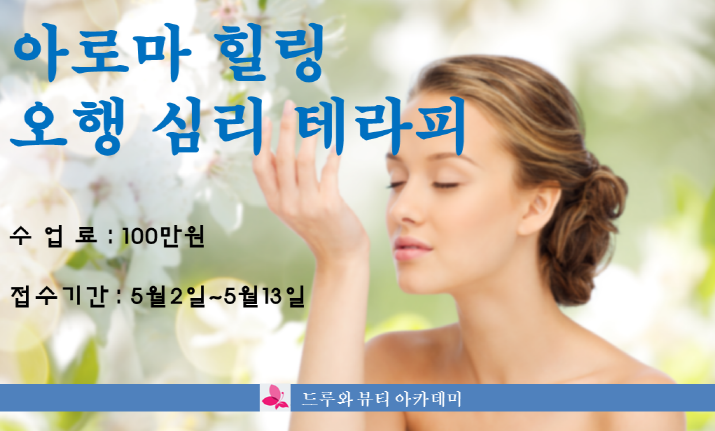 아로마 힐링
오행 심리 테라피
수 업 료 : 100만원
접수기간 : 5월2일~5월13일
드루와 뷰티 아카데미